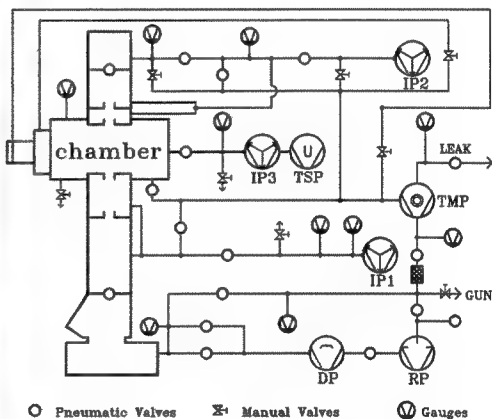 IP2
chamber
IP3
TSP
LEAK
TMP
IP1
GUN
DP
RP
Pneumatic Valves
Manual Valves
Gauges